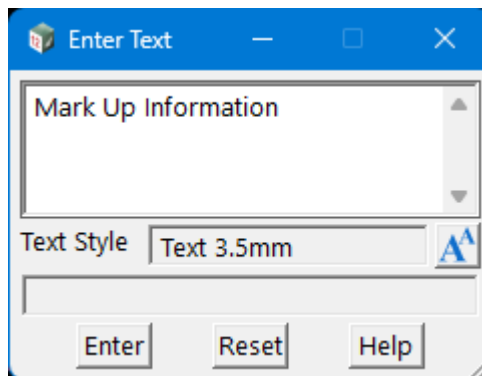 Enter Text
Mark Up Information
Text Style Text 3.5mm
Enter Reset Help